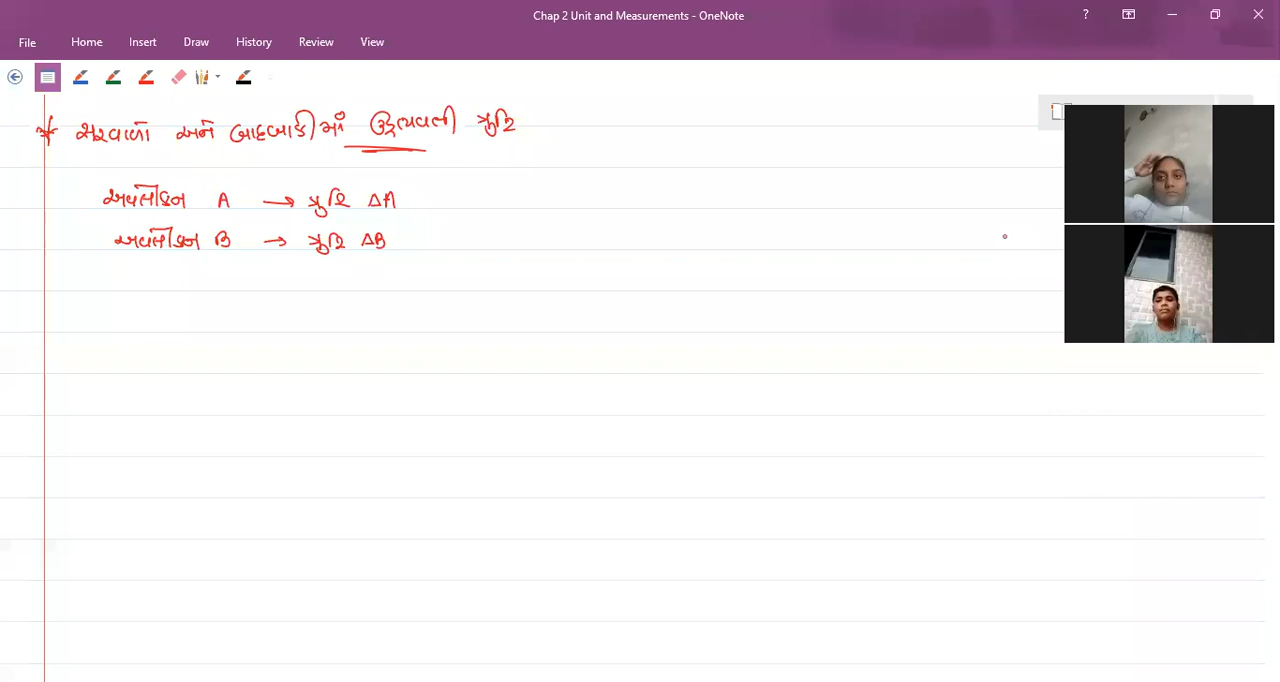 Chap 2 Unit and Measurements - OneNote
?
File Home Insert Draw History Review View
* સરવાળા અને બાદબાકીમાં ઉદ્ભવતી ત્રુટિ
અવલોકન A → ત્રુટિ ΔA
અવલોકન B → ત્રુટિ ΔB